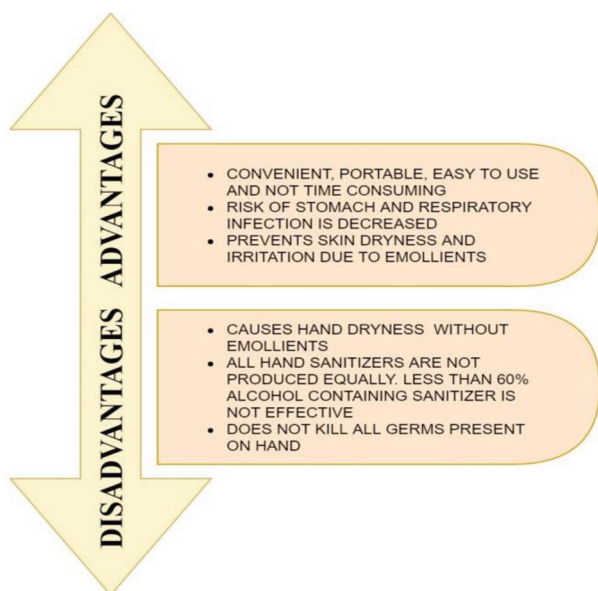 ADVANTAGES
• CONVENIENT, PORTABLE, EASY TO USE
AND NOT TIME CONSUMING
• RISK OF STOMACH AND RESPIRATORY
INFECTION IS DECREASED
• PREVENTS SKIN DRYNESS AND
IRRITATION DUE TO EMOLLIENTS
DISADVANTAGES
• CAUSES HAND DRYNESS WITHOUT
EMOLLIENTS
• ALL HAND SANITIZERS ARE NOT
PRODUCED EQUALLY. LESS THAN 60%
ALCOHOL CONTAINING SANITIZER IS
NOT EFFECTIVE
• DOES NOT KILL ALL GERMS PRESENT
ON HAND